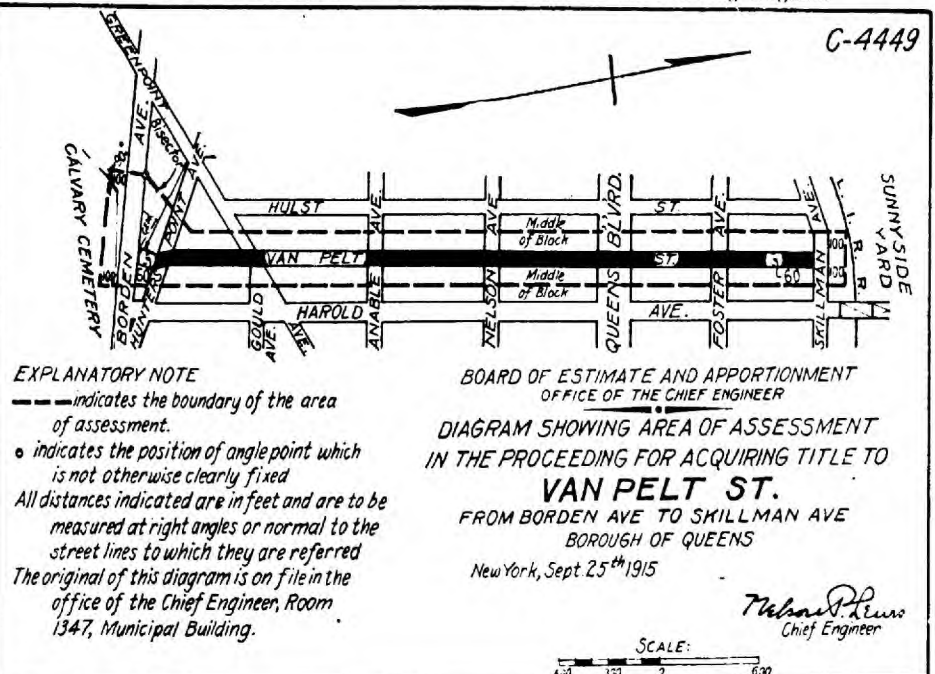 C-4449
GREENPOINT
AVE.
Bisector
AVE.
CALVARY CEMETERY
BORDEN
HUNTERS
POINT
AVE.
HULST
ST.
Middle
of Block
VAN PELT
ST.
60
Middle
of Block
HAROLD
AVE.
GOULD
AVE.
AVE.
ANABLE
AVE.
NELSON
AVE
QUEENS
BLVRD.
FOSTER
AVE.
SKILLMAN
AVE.
100
100
L. I. R. R.
SUNNYSIDE
YARD
EXPLANATORY NOTE
indicates the boundary of the area
of assessment.
indicates the position of angle point which
is not otherwise clearly fixed
All distances indicated are in feet and are to be
measured at right angles or normal to the
street lines to which they are referred
The original of this diagram is on file in the
office of the Chief Engineer, Room
1347, Municipal Building.
BOARD OF ESTIMATE AND APPORTIONMENT
OFFICE OF THE CHIEF ENGINEER
DIAGRAM SHOWING AREA OF ASSESSMENT
IN THE PROCEEDING FOR ACQUIRING TITLE TO
VAN PELT ST.
FROM BORDEN AVE TO SKILLMAN AVE
BOROUGH OF QUEENS
New York, Sept. 25th 1915
Nelson P. Lewis
Chief Engineer
SCALE:
600